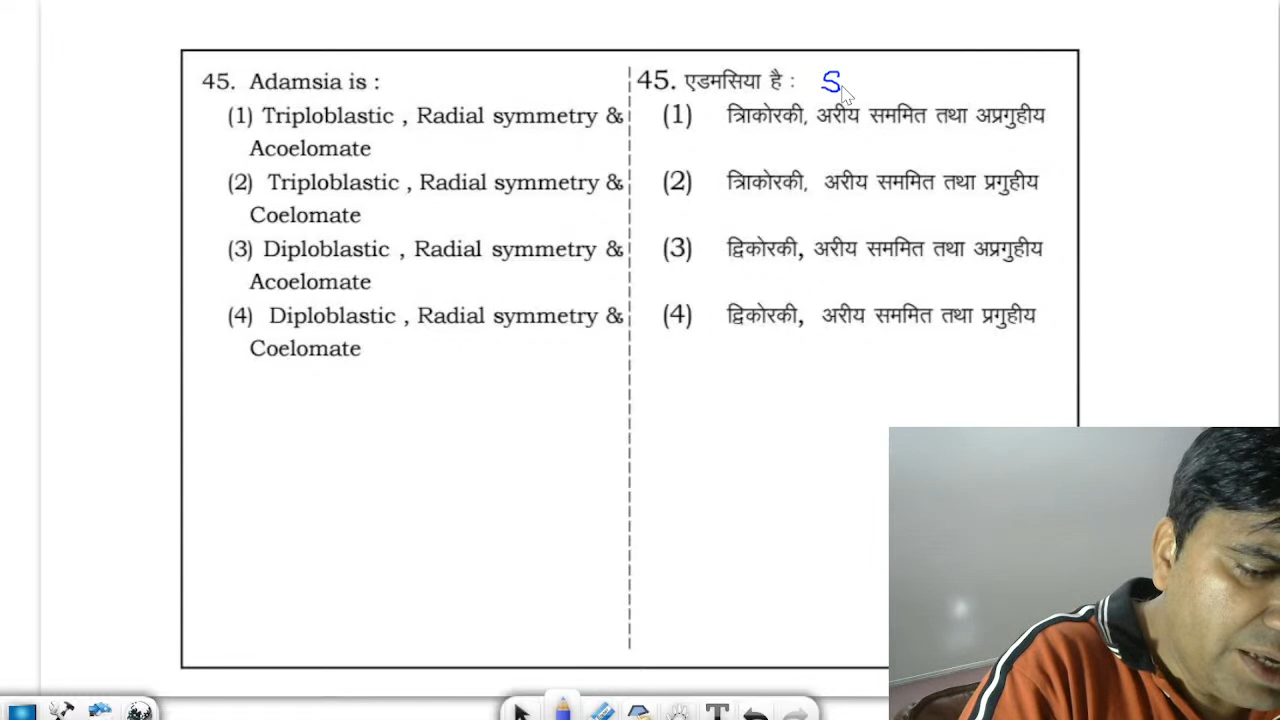 45. Adamsia is :
(1) Triploblastic , Radial symmetry &
Acoelomate
(2) Triploblastic , Radial symmetry &
Coelomate
(3) Diploblastic , Radial symmetry &
Acoelomate
(4) Diploblastic , Radial symmetry &
Coelomate
45. एडमसिया है : S
(1) त्रिाकोरकी, अरीय सममित तथा अप्रगुहीय
(2) त्रिाकोरकी, अरीय सममित तथा प्रगुहीय
(3) द्विकोरकी, अरीय सममित तथा अप्रगुहीय
(4) द्विकोरकी, अरीय सममित तथा प्रगुहीय
T